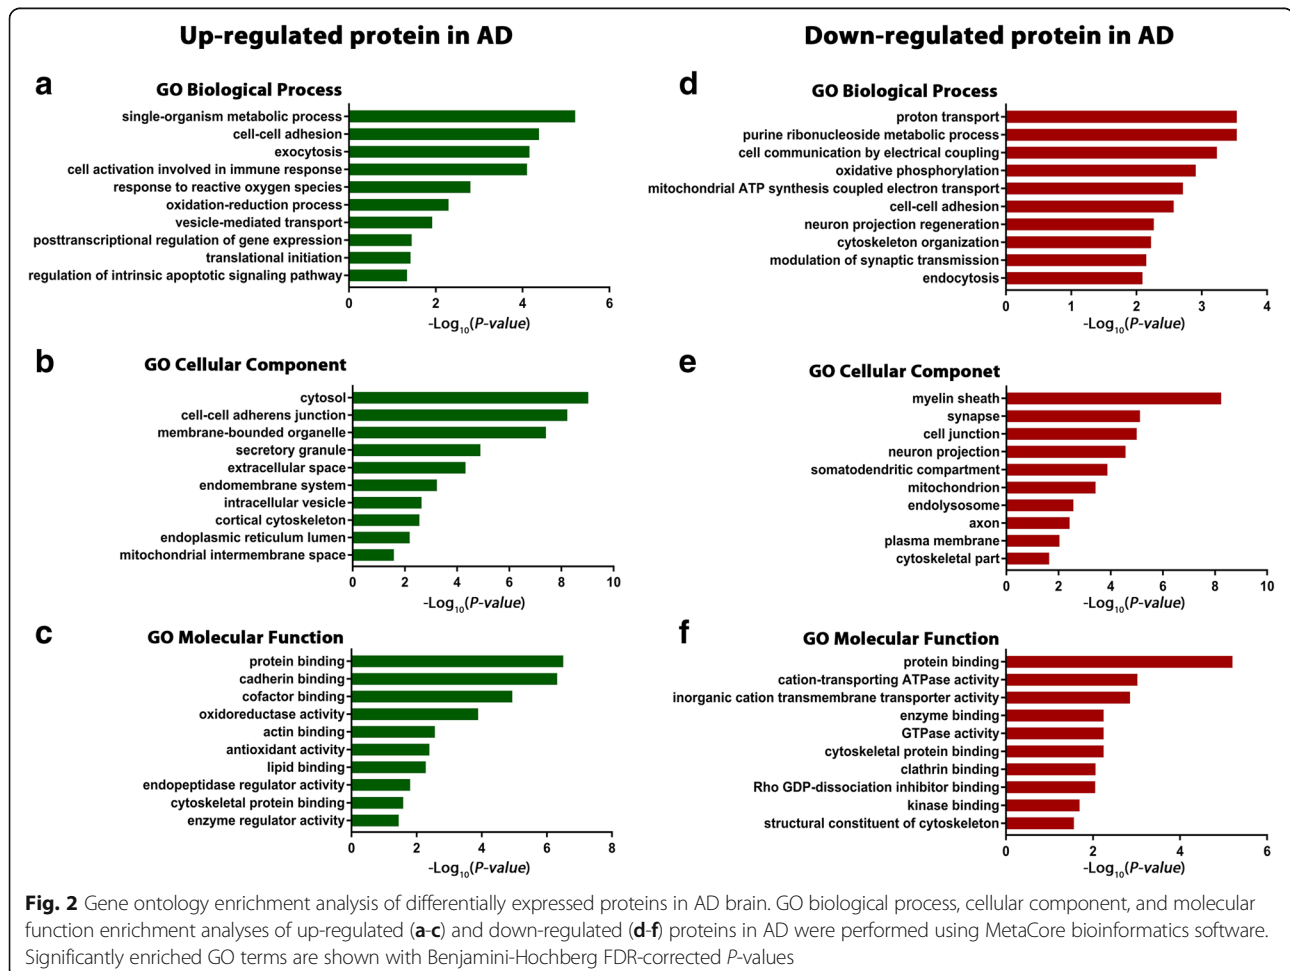 Up-regulated protein in AD
Down-regulated protein in AD
a
GO Biological Process
single-organism metabolic process
cell-cell adhesion
exocytosis
cell activation involved in immune response
response to reactive oxygen species
oxidation-reduction process
vesicle-mediated transport
posttranscriptional regulation of gene expression
translational initiation
regulation of intrinsic apoptotic signaling pathway
0 2 4 6
-Log10(P-value)
d
GO Biological Process
proton transport
purine ribonucleoside metabolic process
cell communication by electrical coupling
oxidative phosphorylation
mitochondrial ATP synthesis coupled electron transport
cell-cell adhesion
neuron projection regeneration
cytoskeleton organization
modulation of synaptic transmission
endocytosis
0 1 2 3 4
-Log10(P-value)
b
GO Cellular Component
cytosol
cell-cell adherens junction
membrane-bounded organelle
secretory granule
extracellular space
endomembrane system
intracellular vesicle
cortical cytoskeleton
endoplasmic reticulum lumen
mitochondrial intermembrane space
0 2 4 6 8 10
-Log10(P-value)
e
GO Cellular Componet
myelin sheath
synapse
cell junction
neuron projection
somatodendritic compartment
mitochondrion
endolysosome
axon
plasma membrane
cytoskeletal part
0 2 4 6 8 10
-Log10(P-value)
c
GO Molecular Function
protein binding
cadherin binding
cofactor binding
oxidoreductase activity
actin binding
antioxidant activity
lipid binding
endopeptidase regulator activity
cytoskeletal protein binding
enzyme regulator activity
0 2 4 6 8
-Log10(P-value)
f
GO Molecular Function
protein binding
cation-transporting ATPase activity
inorganic cation transmembrane transporter activity
enzyme binding
GTPase activity
cytoskeletal protein binding
clathrin binding
Rho GDP-dissociation inhibitor binding
kinase binding
structural constituent of cytoskeleton
0 2 4 6
-Log10(P-value)
Fig. 2 Gene ontology enrichment analysis of differentially expressed proteins in AD brain. GO biological process, cellular component, and molecular
function enrichment analyses of up-regulated (a-c) and down-regulated (d-f) proteins in AD were performed using MetaCore bioinformatics software.
Significantly enriched GO terms are shown with Benjamini-Hochberg FDR-corrected P-values